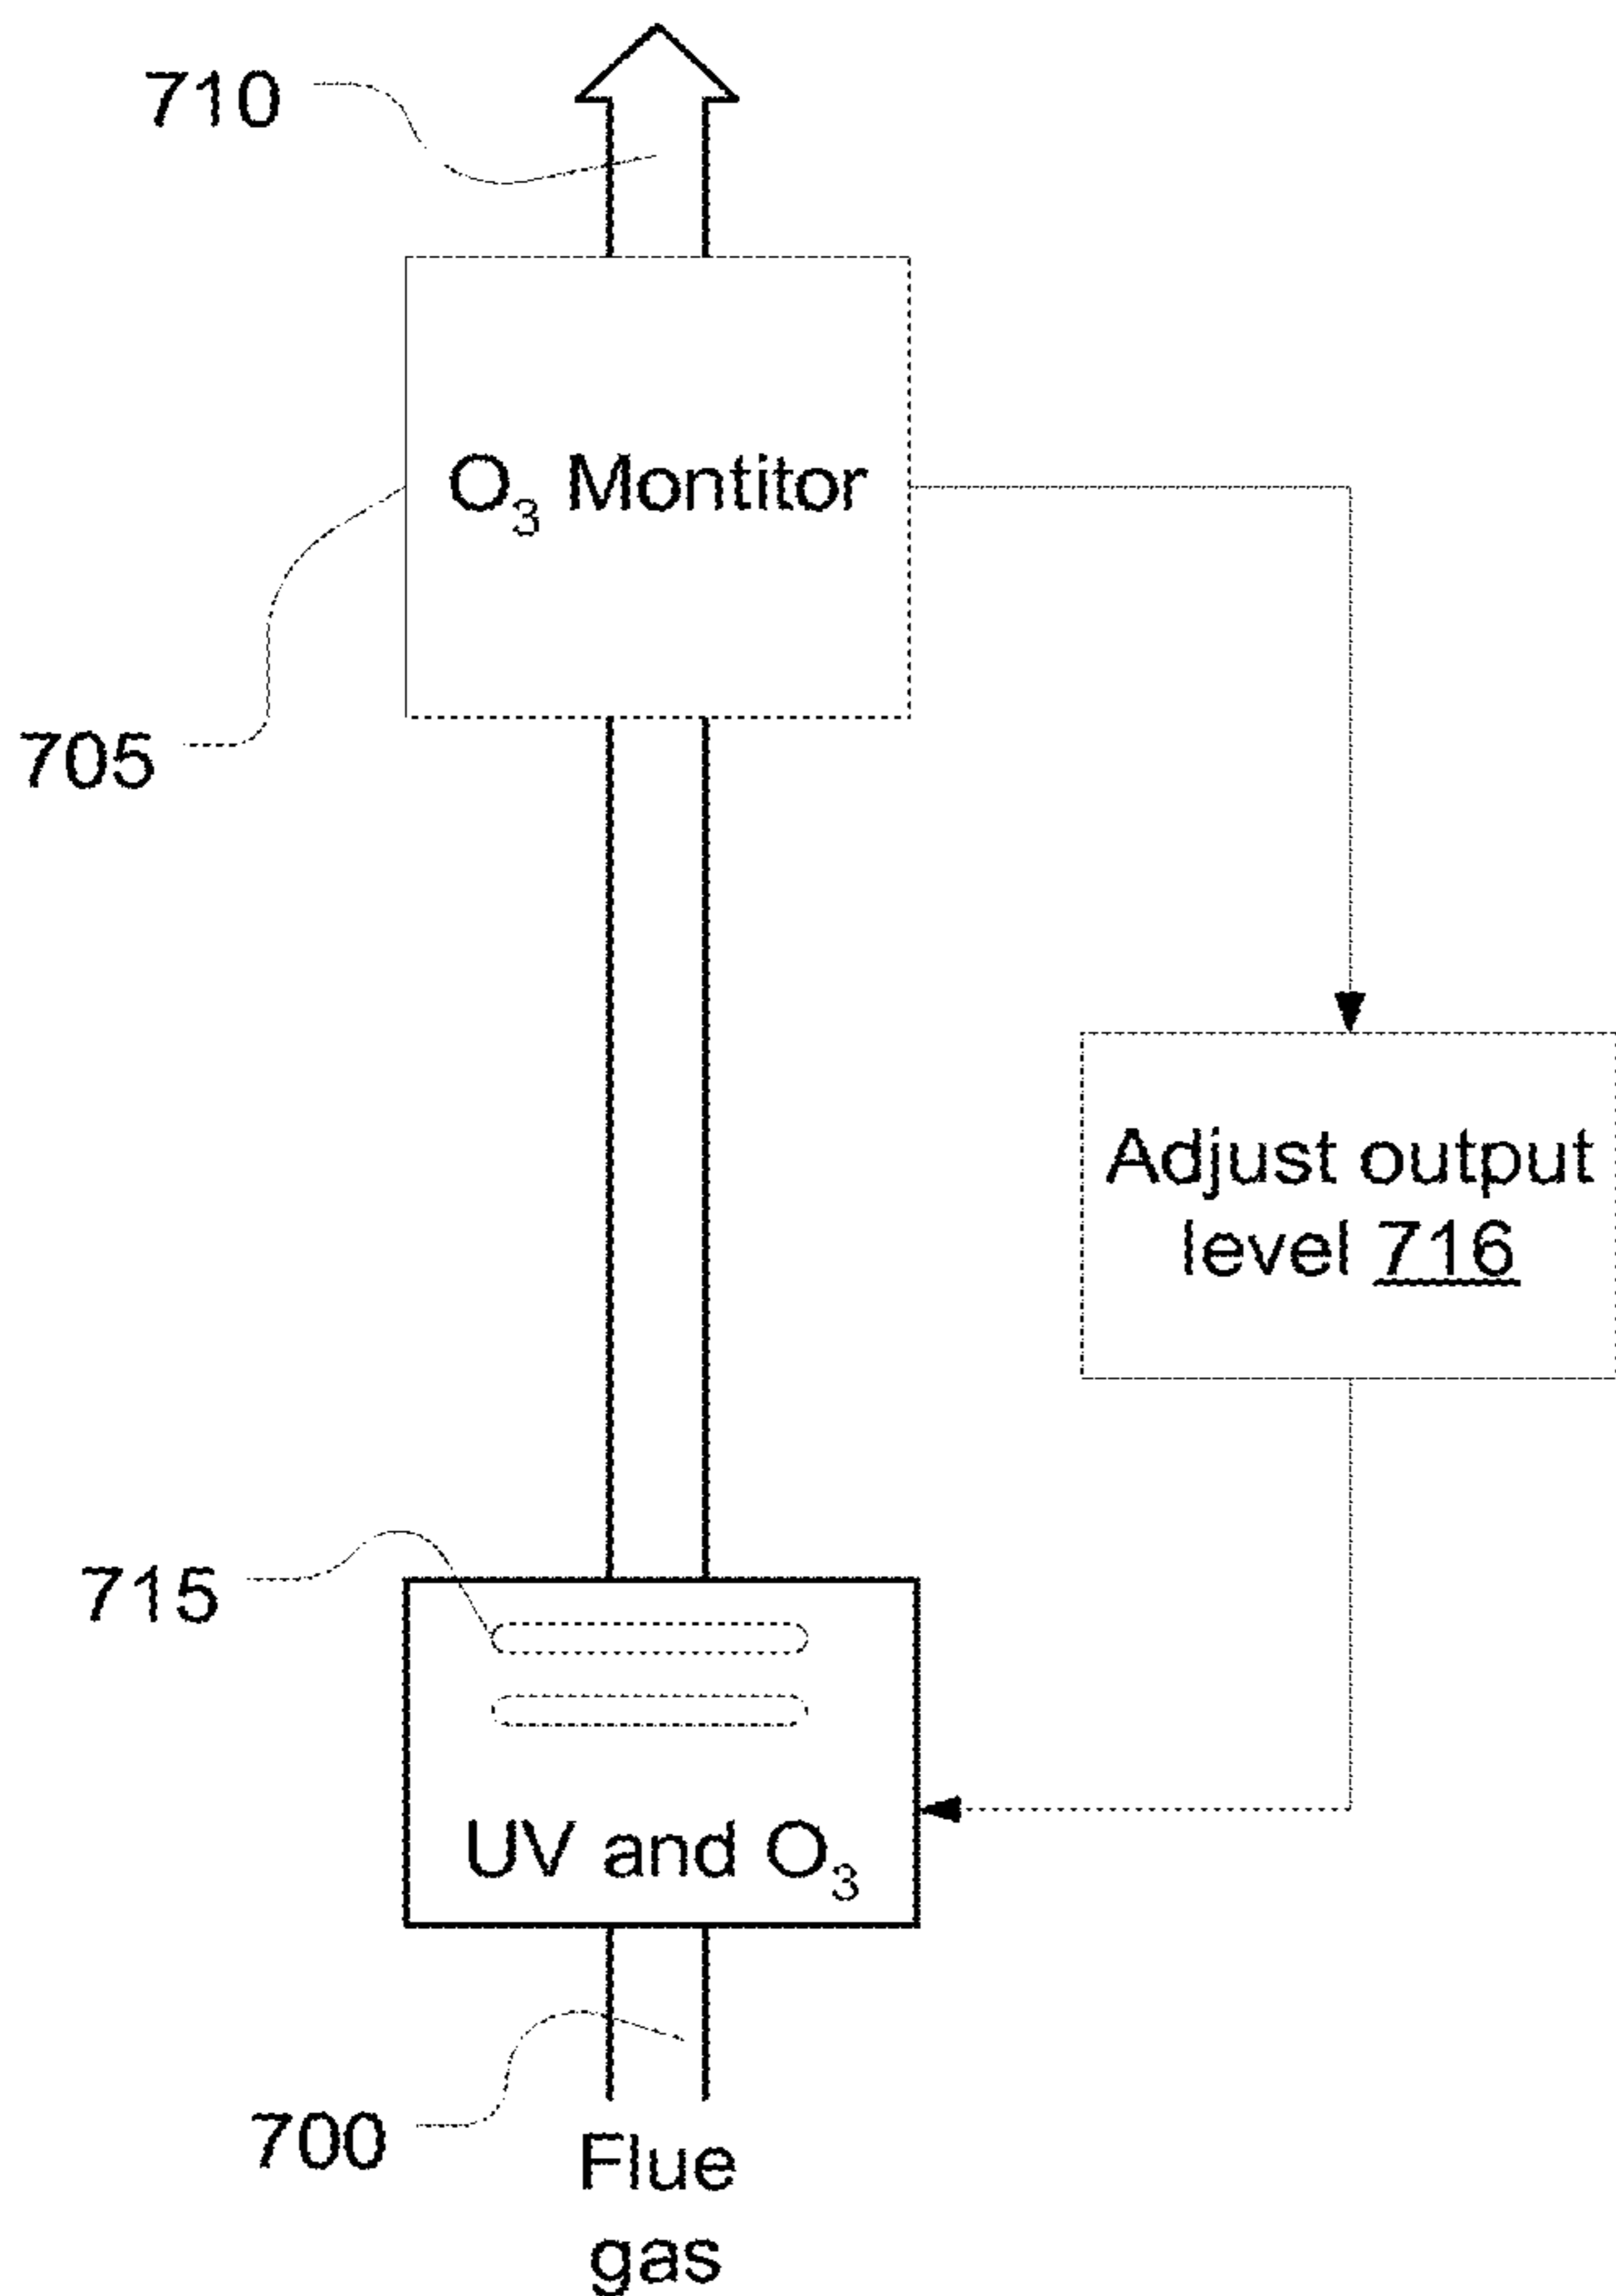 710
O₃ Montitor
705
Adjust output
level 716
715
UV and O₃
700
Flue
gas